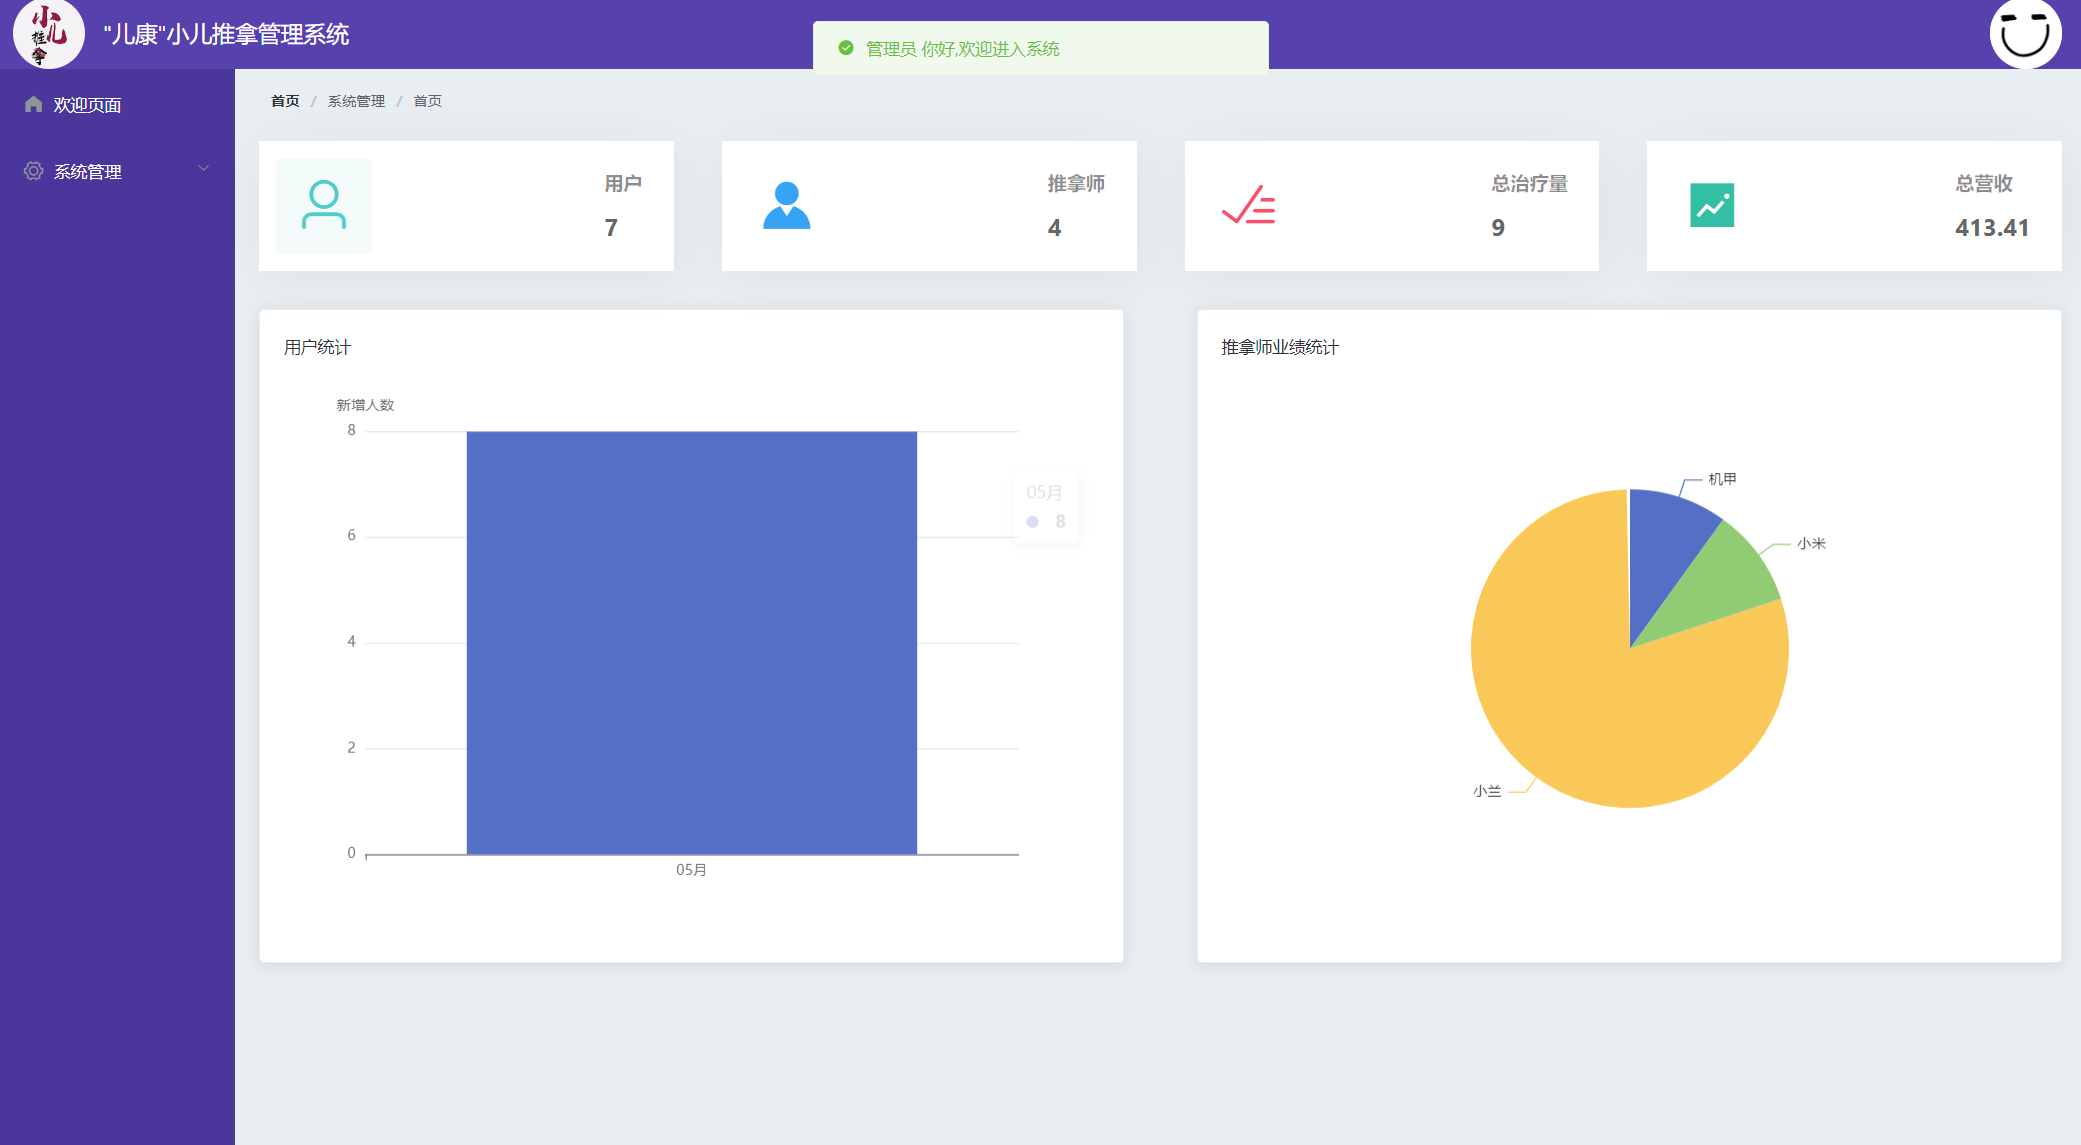 小儿推拿
"儿康"小儿推拿管理系统
管理员 你好,欢迎进入系统
欢迎页面
系统管理
首页 / 系统管理 / 首页
用户
7
推拿师
4
总治疗量
9
总营收
413.41
用户统计
新增人数
8
6
4
2
0
05月
05月
8
推拿师业绩统计
机甲
小米
小兰